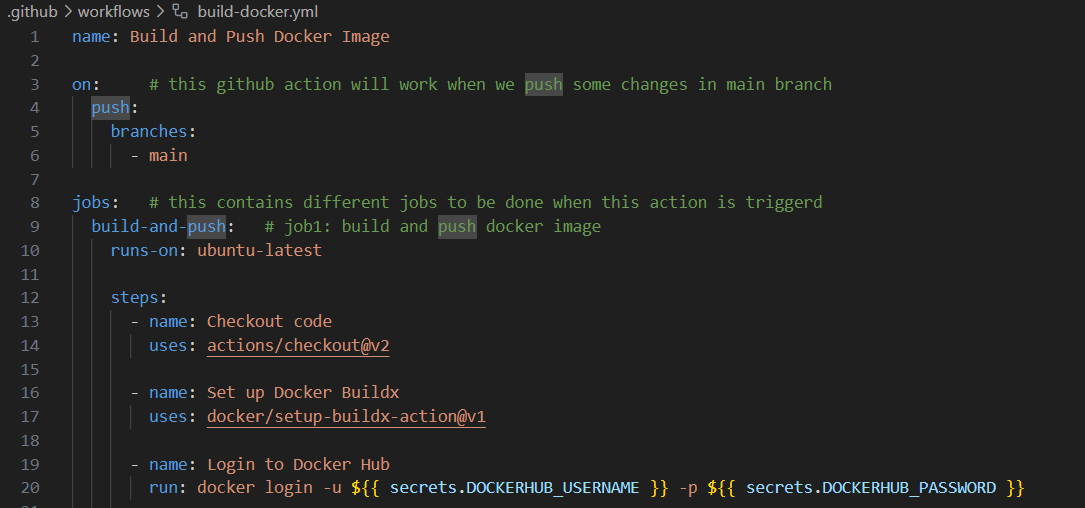 .github > workflows > build-docker.yml
1 name: Build and Push Docker Image
2
3 on:     # this github action will work when we push some changes in main branch
4   push:
5     branches:
6       - main
7
8 jobs:   # this contains different jobs to be done when this action is triggerd
9   build-and-push:   # job1: build and push docker image
10     runs-on: ubuntu-latest
11
12     steps:
13       - name: Checkout code
14         uses: actions/checkout@v2
15
16       - name: Set up Docker Buildx
17         uses: docker/setup-buildx-action@v1
18
19       - name: Login to Docker Hub
20         run: docker login -u ${{ secrets.DOCKERHUB_USERNAME }} -p ${{ secrets.DOCKERHUB_PASSWORD }}